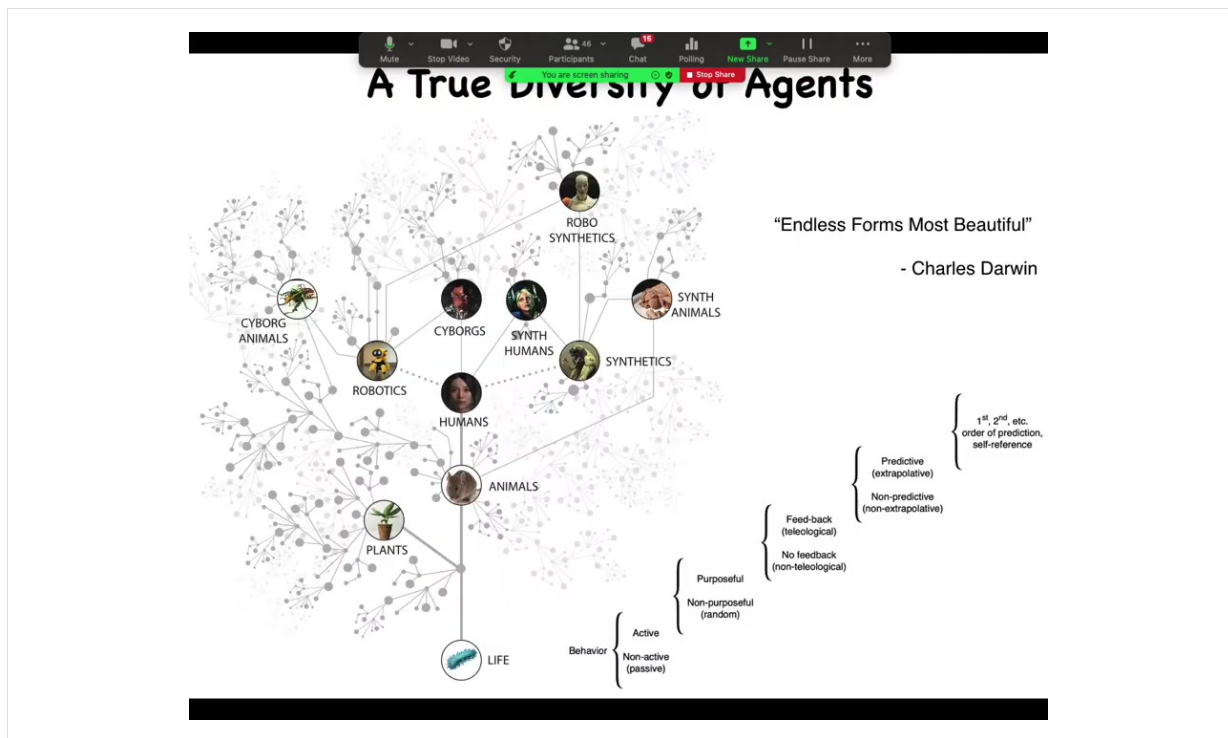 Mute
Stop Video
Security
Participants
46
Chat
16
Polling
New Share
Pause Share
More
You are screen sharing
Stop Share
A True Diversity of Agents
ROBO
SYNTHETICS
“Endless Forms Most Beautiful”
- Charles Darwin
CYBORG
ANIMALS
CYBORGS
SYNTH
HUMANS
SYNTH
ANIMALS
ROBOTICS
SYNTHETICS
HUMANS
ANIMALS
PLANTS
LIFE
1st, 2nd, etc.
order of prediction,
self-reference
Predictive
(extrapolative)
Non-predictive
(non-extrapolative)
Feed-back
(teleological)
No feedback
(non-teleological)
Purposeful
Non-purposeful
(random)
Behavior
Active
Non-active
(passive)